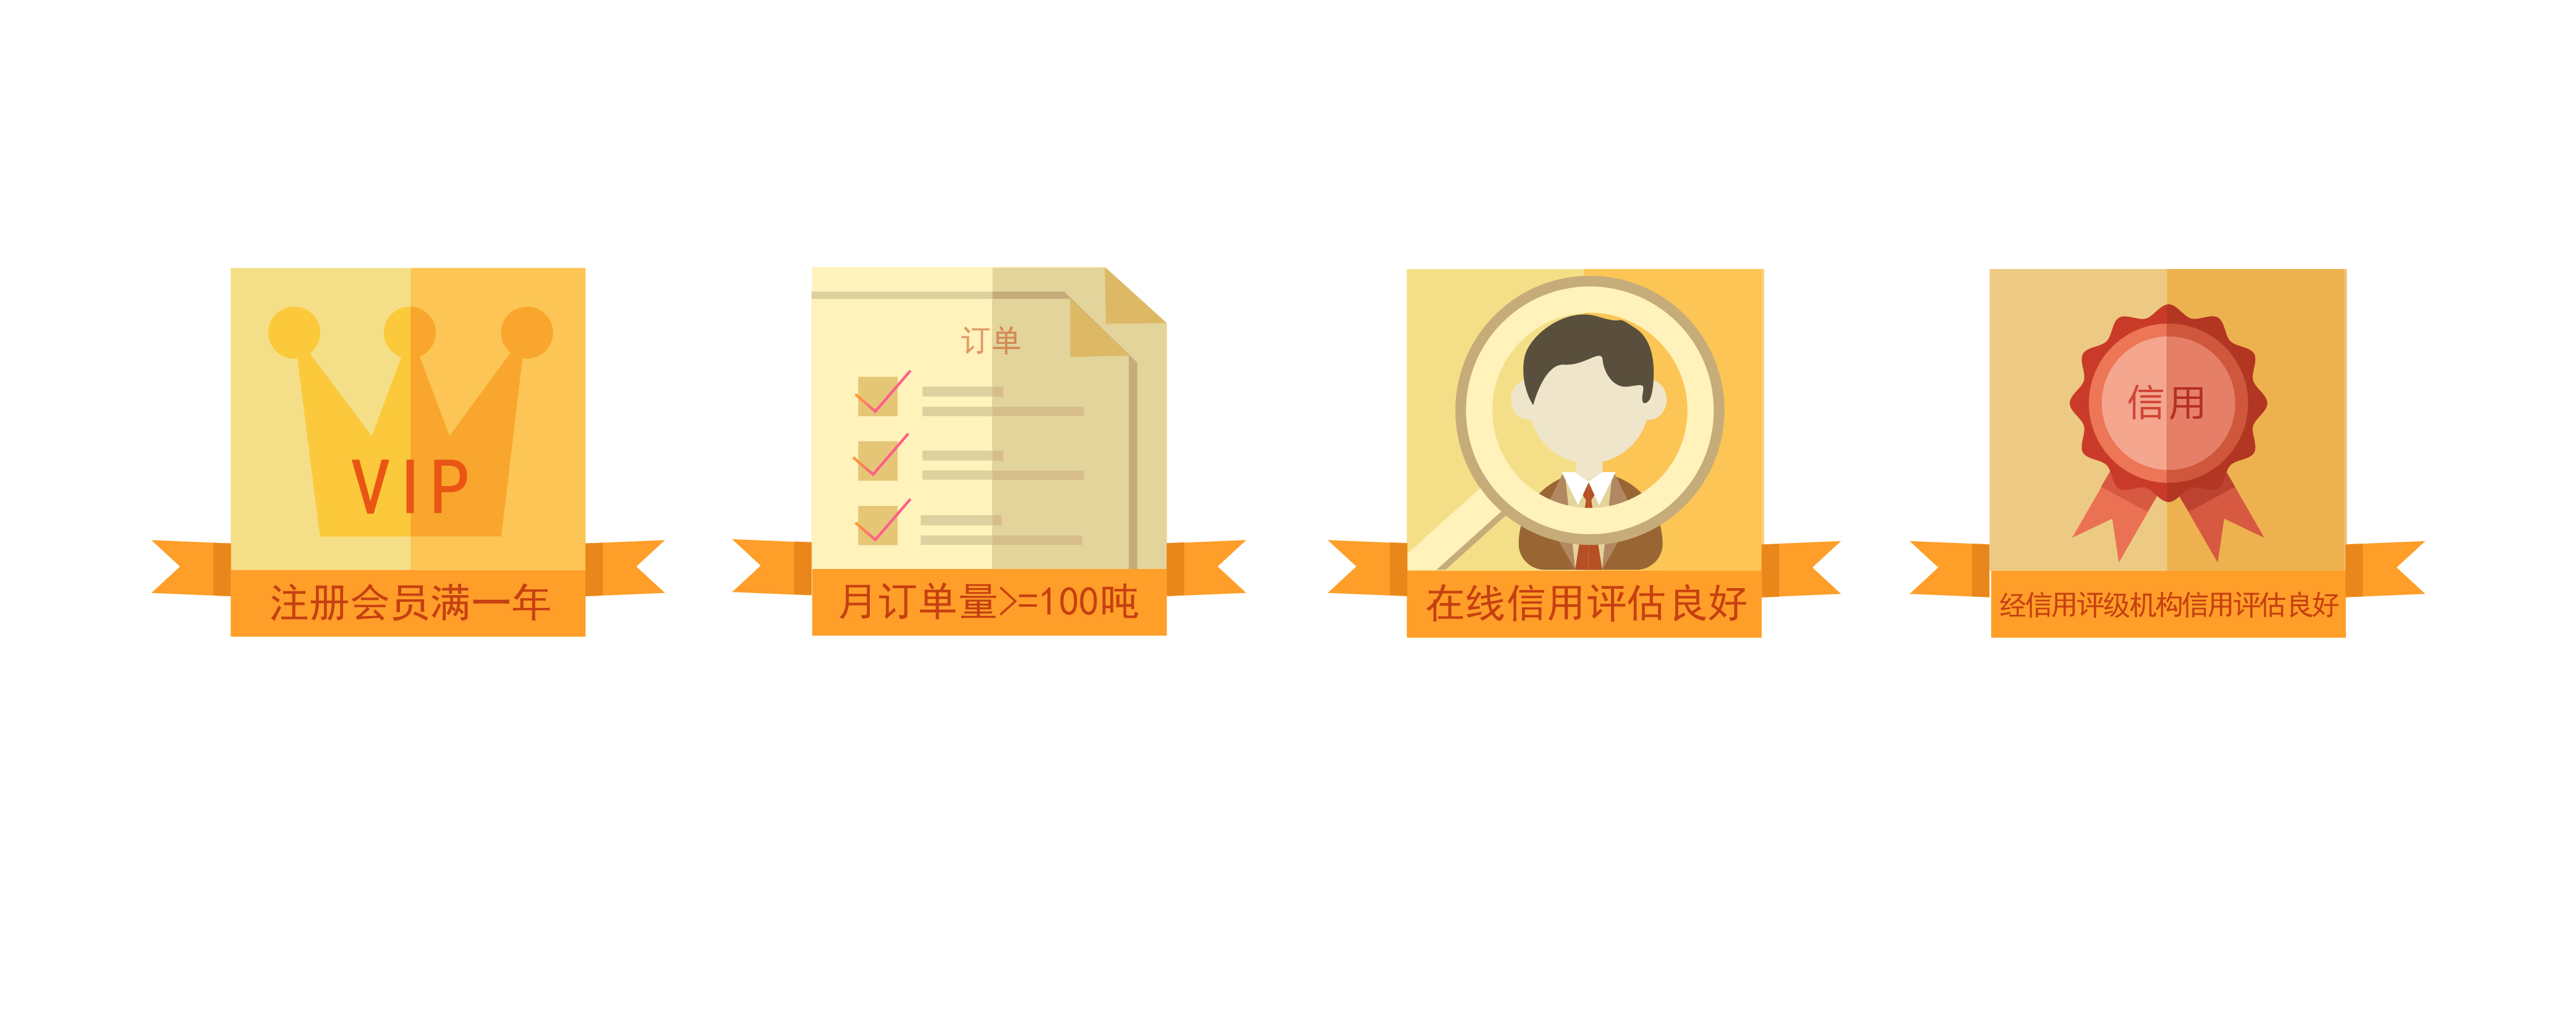 VIP
注册会员满一年
订单
月订单量>=100吨
在线信用评估良好
信用
经信用评级机构信用评估良好